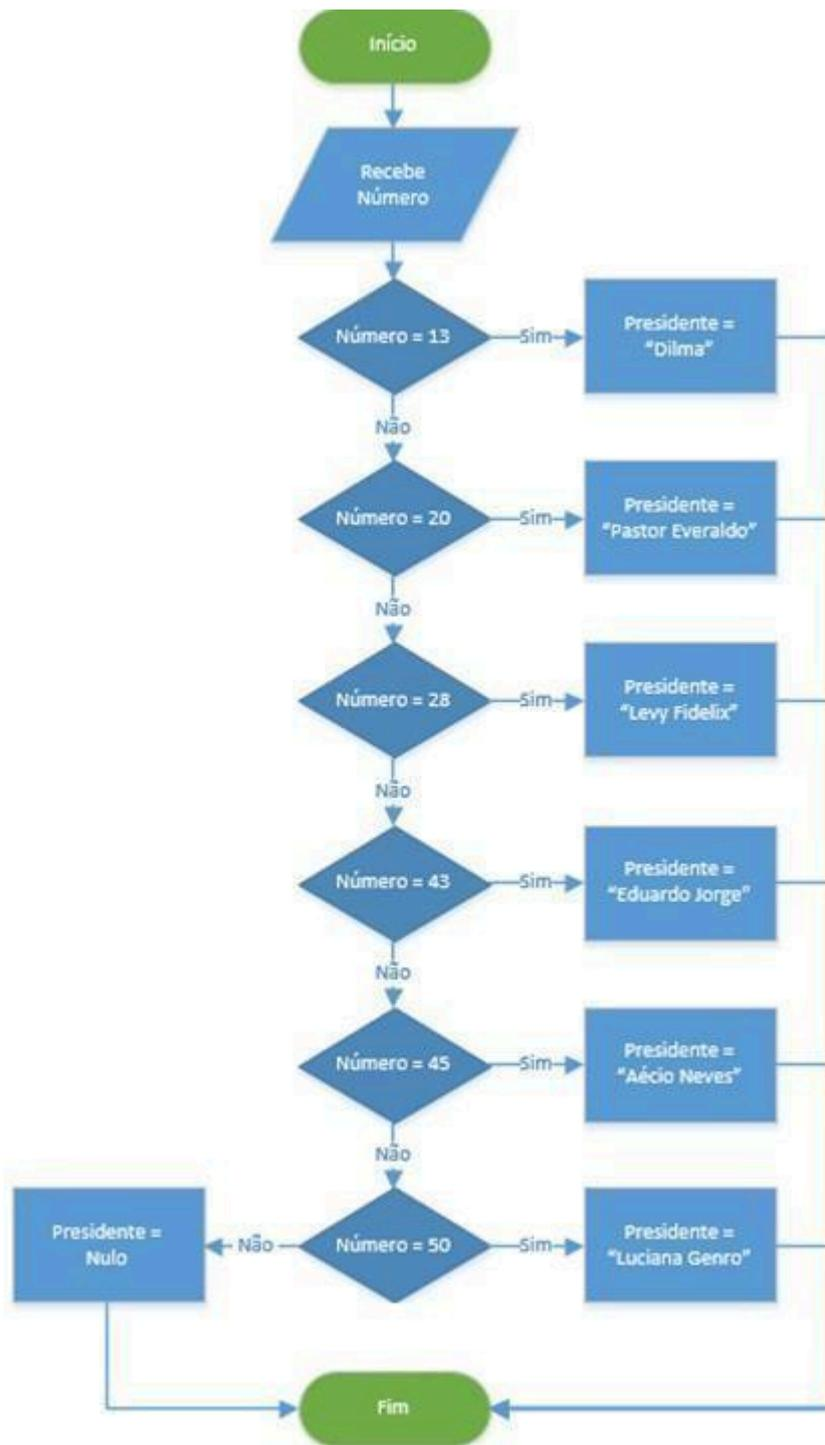 Início
Recebe
Número
Número = 13
Sim
Presidente =
“Dilma”
Não
Número = 20
Sim
Presidente =
“Pastor Everaldo”
Não
Número = 28
Sim
Presidente =
“Levy Fidelix”
Não
Número = 43
Sim
Presidente =
“Eduardo Jorge”
Não
Número = 45
Sim
Presidente =
“Aécio Neves”
Não
Presidente =
Nulo
Não
Número = 50
Sim
Presidente =
“Luciana Genro”
Fim